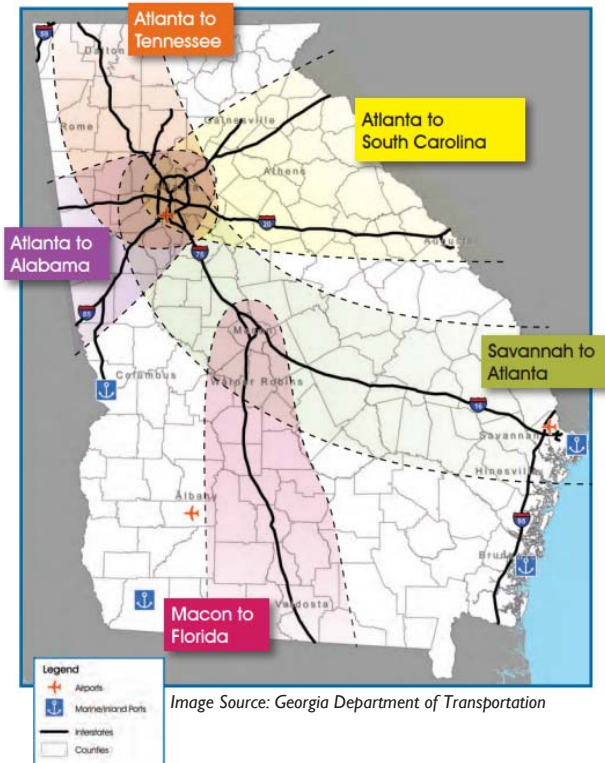 Atlanta to
Tennessee
59
Dalton
Rome
Gainesville
Atlanta to
South Carolina
Athens
20
Augusta
Atlanta to
Alabama
75
85
Macon
Columbus
Warner Robins
Savannah to
Atlanta
16
Savannah
Hinesville
Albany
95
Valdosta
Macon to
Florida
Legend
Airports
Marine/Inland Ports
Interstates
Counties
Image Source: Georgia Department of Transportation